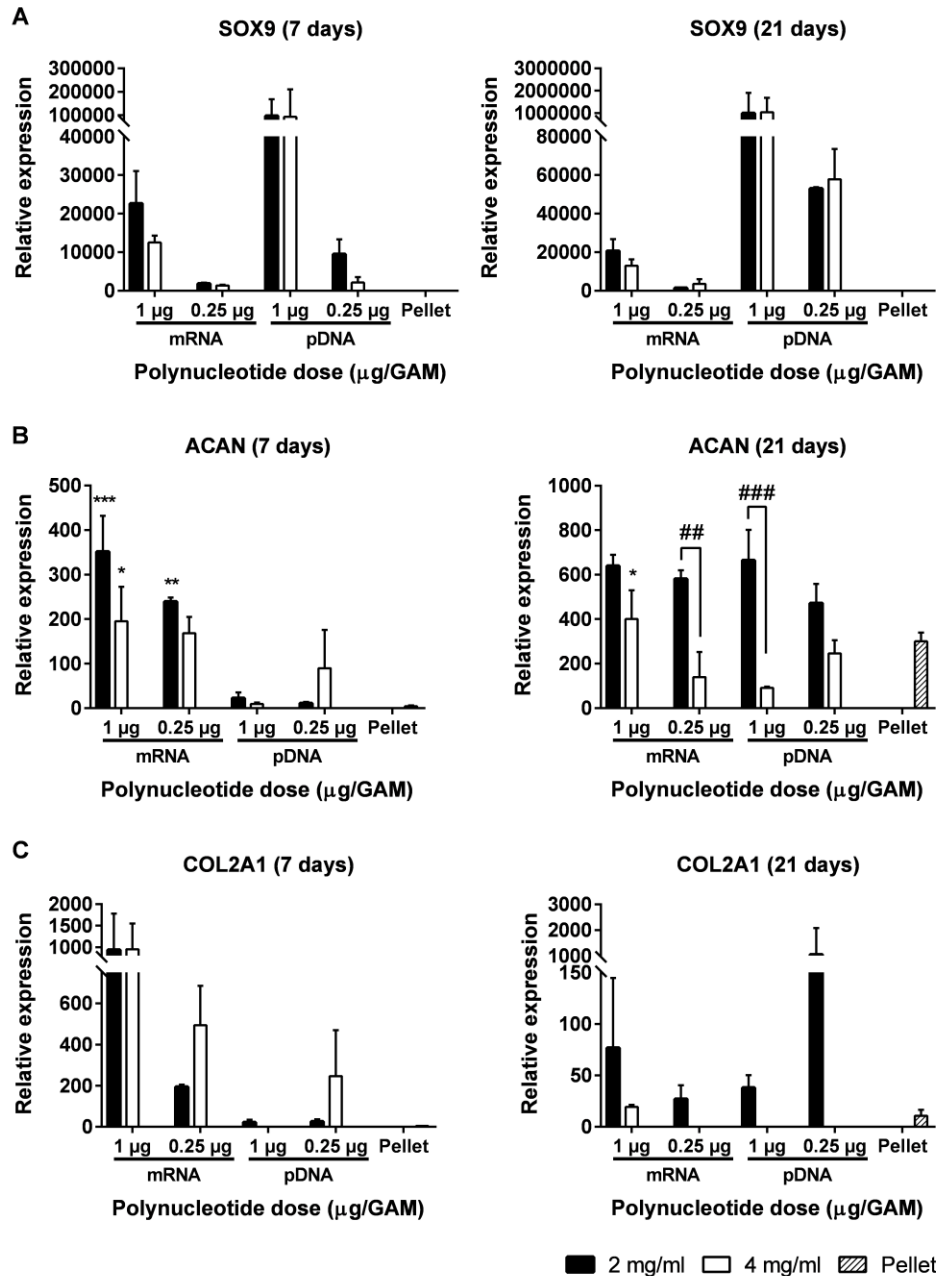 A
SOX9 (7 days)
SOX9 (21 days)
Relative expression
300000
200000
100000
40000
30000
20000
10000
0
1 µg
0.25 µg
1 µg
0.25 µg
Pellet
mRNA
pDNA
Polynucleotide dose (µg/GAM)
Relative expression
3000000
2000000
1000000
80000
60000
40000
20000
0
1 µg
0.25 µg
1 µg
0.25 µg
Pellet
mRNA
pDNA
Polynucleotide dose (µg/GAM)
B
ACAN (7 days)
ACAN (21 days)
Relative expression
500
400
300
200
100
0
***
*
**
1 µg
0.25 µg
1 µg
0.25 µg
Pellet
mRNA
pDNA
Polynucleotide dose (µg/GAM)
Relative expression
1000
800
600
400
200
0
*
##
###
1 µg
0.25 µg
1 µg
0.25 µg
Pellet
mRNA
pDNA
Polynucleotide dose (µg/GAM)
C
COL2A1 (7 days)
COL2A1 (21 days)
Relative expression
2000
1500
1000
600
400
200
0
1 µg
0.25 µg
1 µg
0.25 µg
Pellet
mRNA
pDNA
Polynucleotide dose (µg/GAM)
Relative expression
3000
2000
1000
150
100
50
0
1 µg
0.25 µg
1 µg
0.25 µg
Pellet
mRNA
pDNA
Polynucleotide dose (µg/GAM)
2 mg/ml
4 mg/ml
Pellet